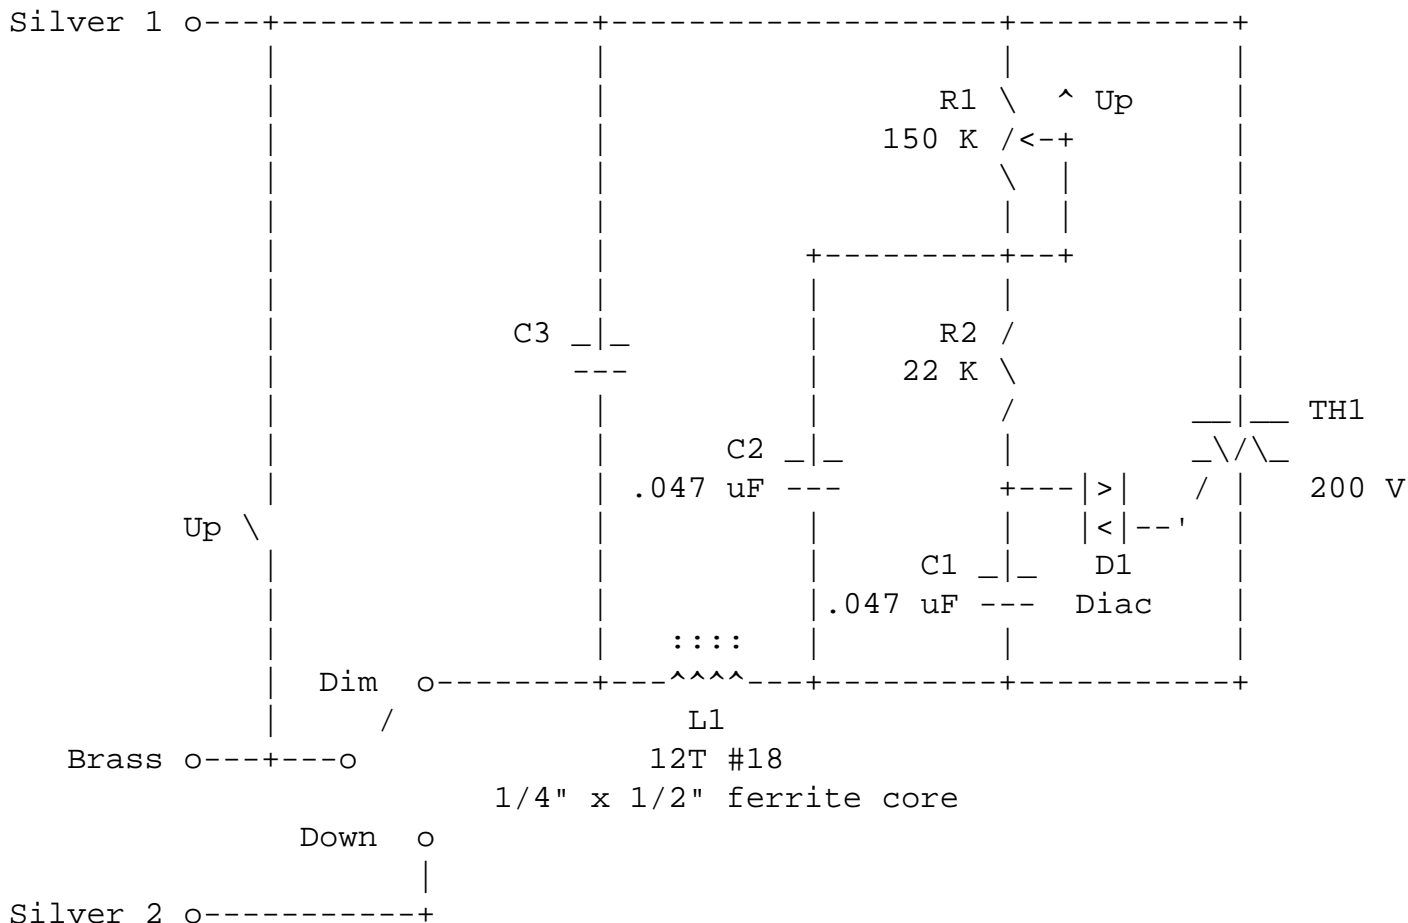 Silver 1
R1 Up
150 K
C3 R2
22 K
TH1
C2
.047 uF 200 V
Up
C1 D1
.047 uF Diac
Dim
L1
Brass 12T #18
1/4" x 1/2" ferrite core
Down
Silver 2